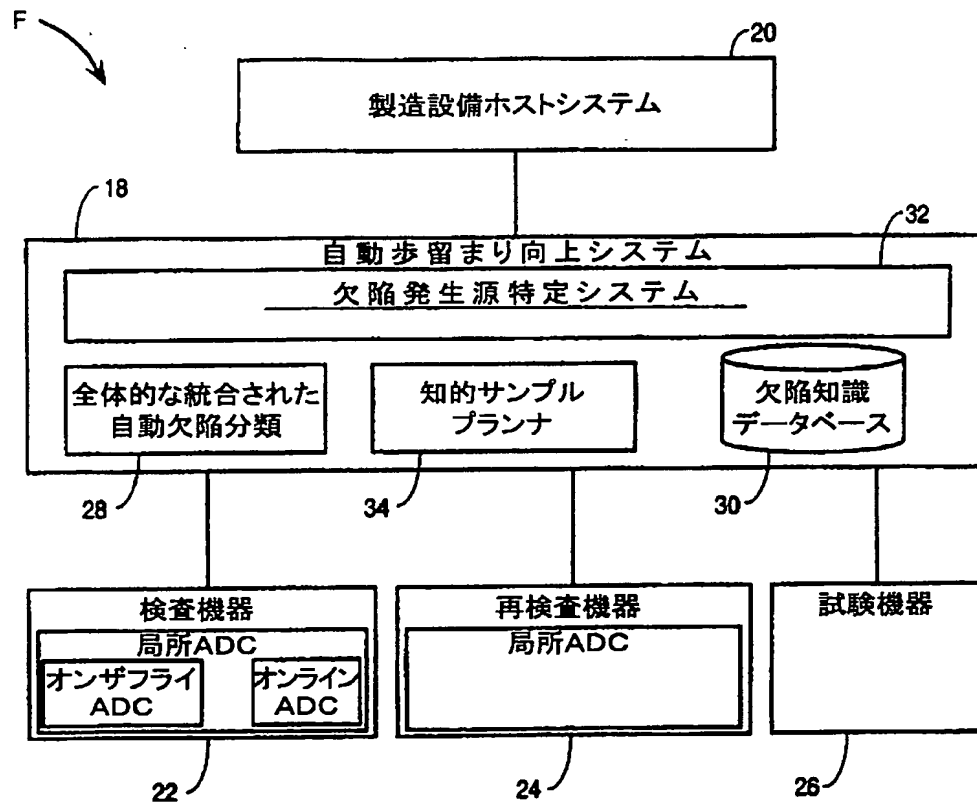 F
20
製造設備ホストシステム
18
32
自動歩留まり向上システム
欠陥発生源特定システム
全体的な統合された
自動欠陥分類
知的サンプル
プランナ
欠陥知識
データベース
28
34
30
検査機器
局所ADC
オンザフライ
ADC
オンライン
ADC
再検査機器
局所ADC
試験機器
22
24
26